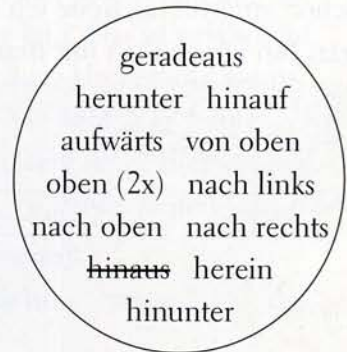 geradeaus
herunter hinauf
aufwärts von oben
oben (2x) nach links
nach oben nach rechts
hinaus herein
hinunter